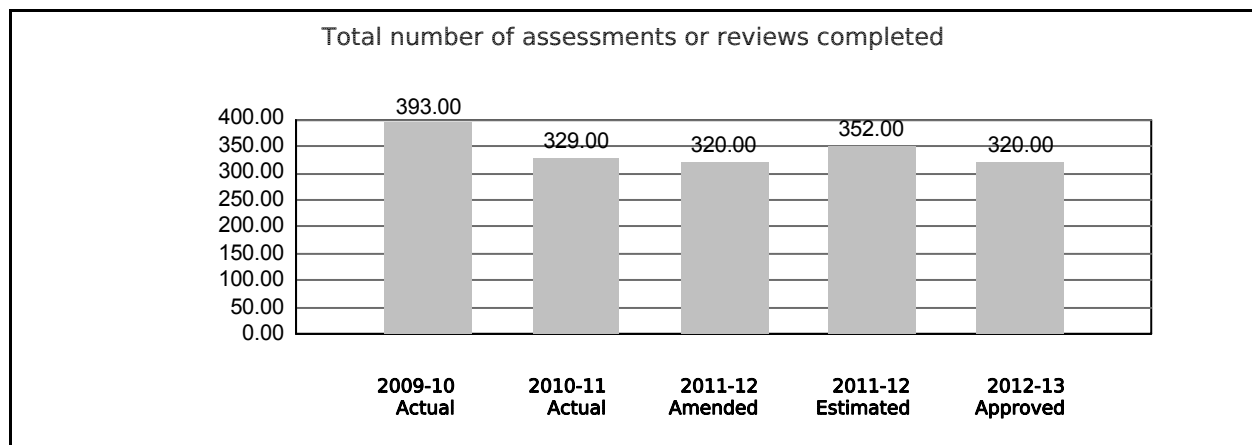 Total number of assessments or reviews completed
393.00
329.00
320.00
352.00
320.00
400.00
350.00
300.00
250.00
200.00
150.00
100.00
50.00
0.00
2009-10 Actual
2010-11 Actual
2011-12 Amended
2011-12 Estimated
2012-13 Approved